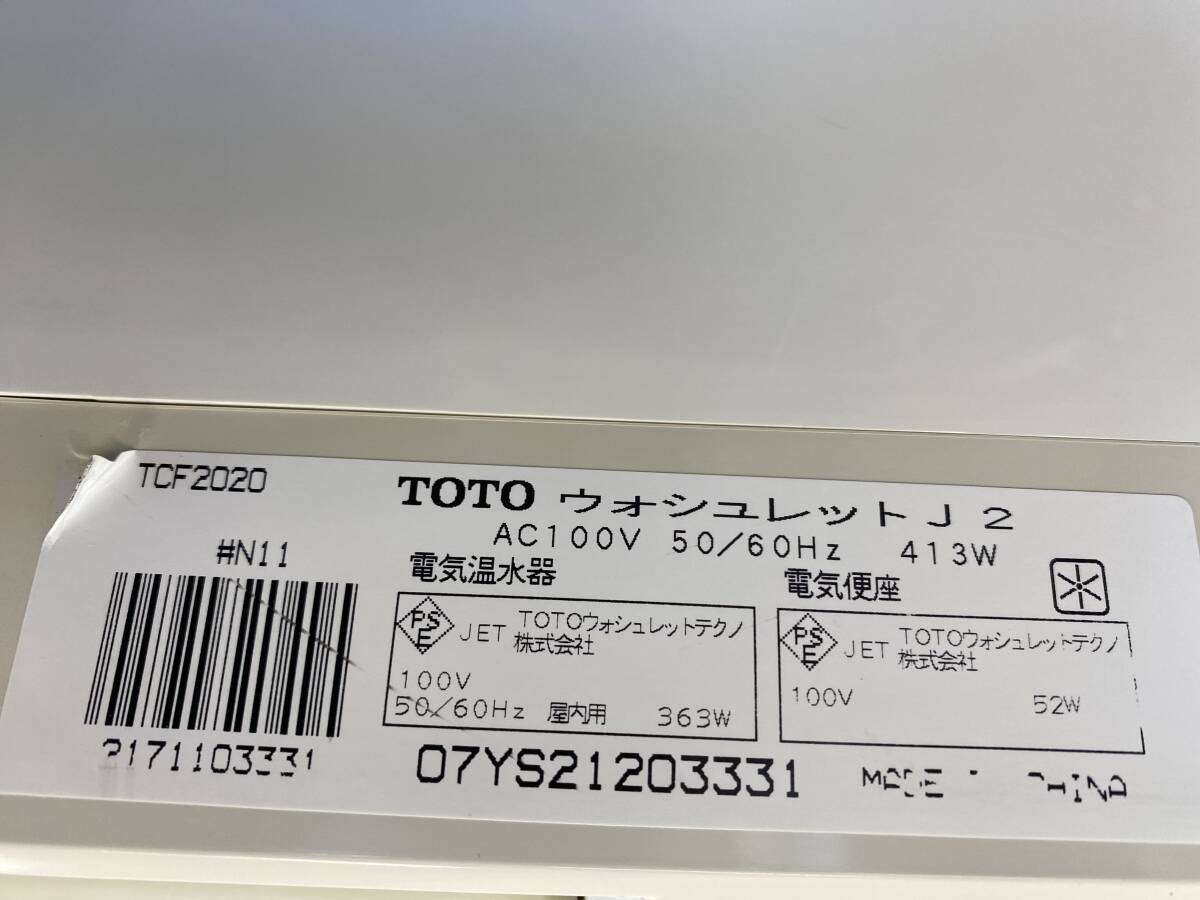 TCF2020
TOTO ウォシュレットJ2
AC100V 50/60Hz 413W
#N11
電気温水器
PSE JET TOTOウォシュレットテクノ
株式会社
100V
50/60Hz 屋内用 363W
電気便座
PSE JET TOTOウォシュレットテクノ
株式会社
100V 52W
2171103331
07YS21203331